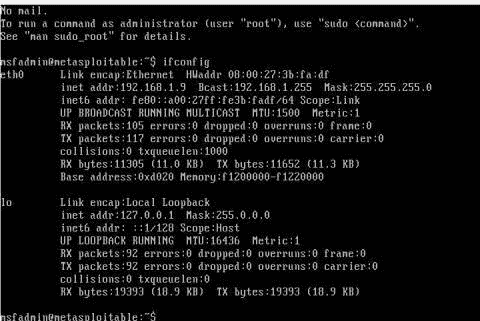 No mail.
To run a command as administrator (user "root"), use "sudo <command>".
See "man sudo_root" for details.
msfadmin@metasploitable:~$ ifconfig
eth0 Link encap:Ethernet HWaddr 08:00:27:3b:fa:df
inet addr:192.168.1.9 Bcast:192.168.1.255 Mask:255.255.255.0
inet6 addr: fe80::a00:27ff:fe3b:fadf/64 Scope:Link
UP BROADCAST RUNNING MULTICAST MTU:1500 Metric:1
RX packets:105 errors:0 dropped:0 overruns:0 frame:0
TX packets:117 errors:0 dropped:0 overruns:0 carrier:0
collisions:0 txqueuelen:1000
RX bytes:11305 (11.0 KB) TX bytes:11652 (11.3 KB)
Base address:0xd020 Memory:f1200000-f1220000
lo Link encap:Local Loopback
inet addr:127.0.0.1 Mask:255.0.0.0
inet6 addr: ::1/128 Scope:Host
UP LOOPBACK RUNNING MTU:16436 Metric:1
RX packets:92 errors:0 dropped:0 overruns:0 frame:0
TX packets:92 errors:0 dropped:0 overruns:0 carrier:0
collisions:0 txqueuelen:0
RX bytes:19393 (18.9 KB) TX bytes:19393 (18.9 KB)
msfadmin@metasploitable:~$